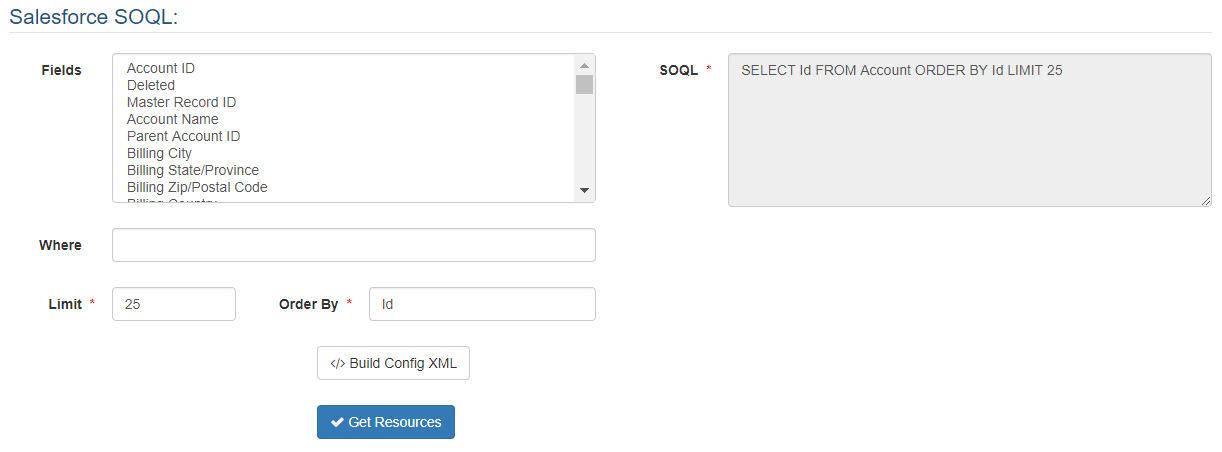 Salesforce SOQL:
Fields
Account ID
Deleted
Master Record ID
Account Name
Parent Account ID
Billing City
Billing State/Province
Billing Zip/Postal Code
Billing Country
SOQL *
SELECT Id FROM Account ORDER BY Id LIMIT 25
Where
Limit * 25 Order By * Id
</> Build Config XML
Get Resources